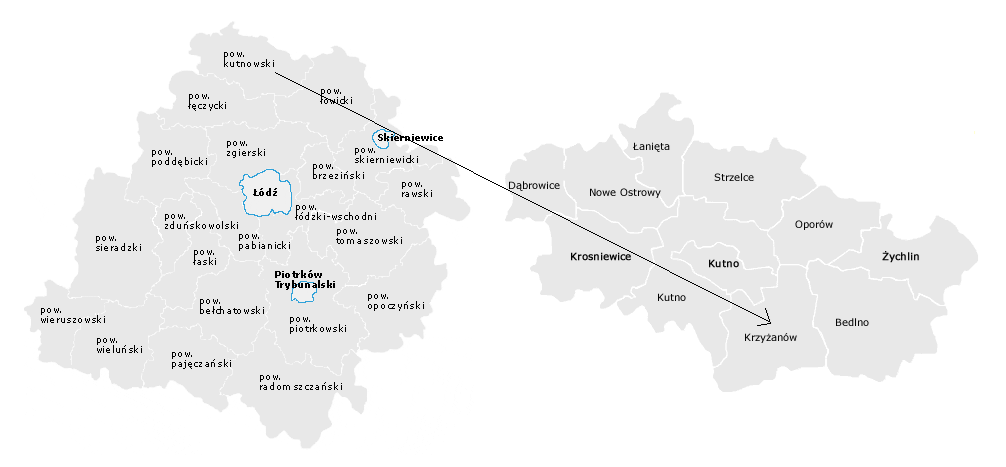 pow.
kutnowski
pow.
łowicki
pow.
łęczycki
Skierniewice
pow.
zgierski
pow.
poddębicki
pow.
skierniewicki
pow.
brzeziński
pow.
rawski
Łódź
pow.
łódzki-wschodni
pow.
zduńskowolski
pow.
sieradzki
pow.
pabianicki
pow.
tomaszowski
pow.
łaski
Piotrków
Trybunalski
pow.
wieruszowski
pow.
bełchatowski
pow.
opoczyński
pow.
piotrkowski
pow.
wieluński
pow.
pajęczański
pow.
radomszczański
Łanięta
Strzelce
Dąbrowice
Nowe Ostrowy
Oporów
Krosniewice
Kutno
Żychlin
Kutno
Krzyżanów
Bedlno